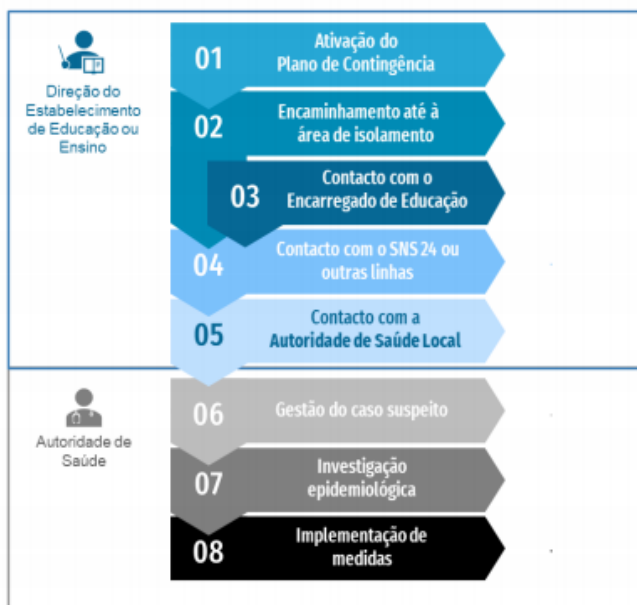 Direção do
Estabelecimento
de Educação ou
Ensino
01
Ativação do
Plano de Contingência
02
Encaminhamento até à
área de isolamento
03
Contacto com o
Encarregado de Educação
04
Contacto com o SNS 24 ou
outras linhas
05
Contacto com a
Autoridade de Saúde Local
Autoridade de
Saúde
06
Gestão do caso suspeito
07
Investigação
epidemiológica
08
Implementação de
medidas